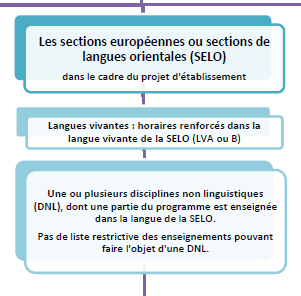 Les sections européennes ou sections de
langues orientales (SELO)
dans le cadre du projet d'établissement
Langues vivantes : horaires renforcés dans la
langue vivante de la SELO (LVA ou B)
Une ou plusieurs disciplines non linguistiques
(DNL), dont une partie du programme est enseignée
dans la langue de la SELO.
Pas de liste restrictive des enseignements pouvant
faire l'objet d'une DNL.